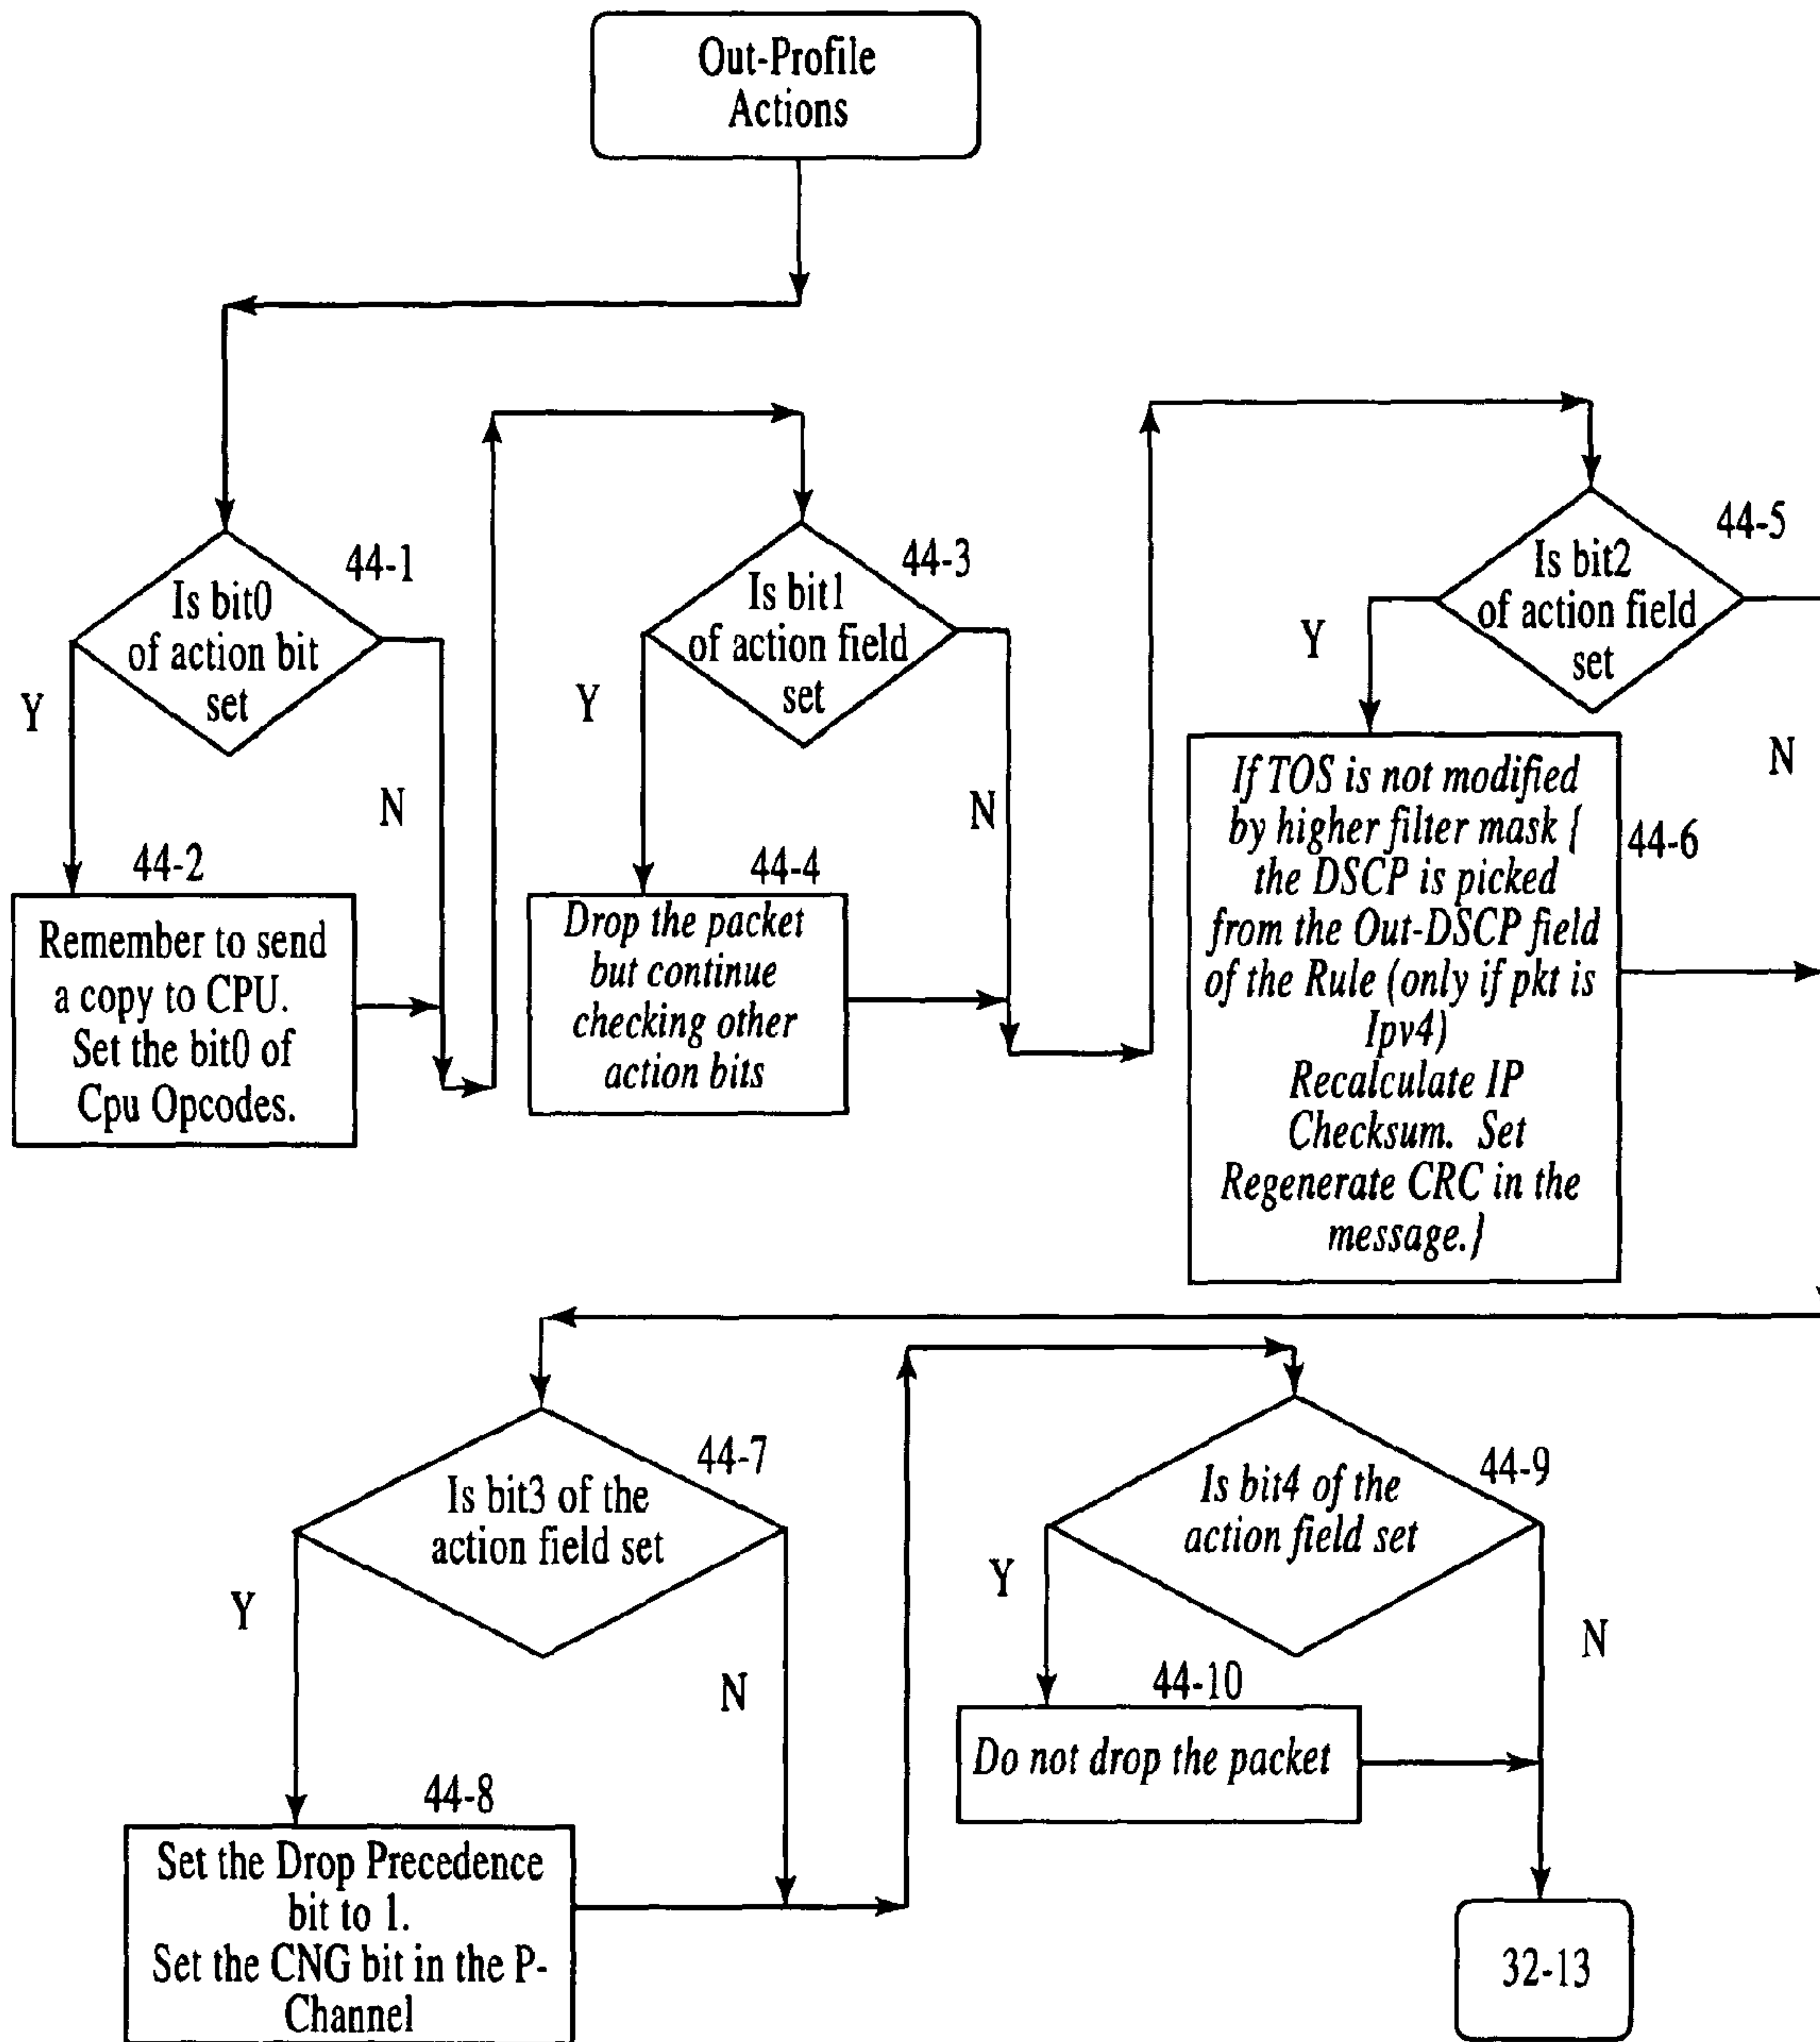 Out-Profile
Actions
44-1
Is bit0
of action bit
set
Y
N
44-2
Remember to send
a copy to CPU.
Set the bit0 of
Cpu Opcodes.
44-3
Is bit1
of action field
set
Y
N
44-4
Drop the packet
but continue
checking other
action bits
44-5
Is bit2
of action field
set
Y
N
If TOS is not modified
by higher filter mask {
the DSCP is picked
from the Out-DSCP field
of the Rule (only if pkt is
Ipv4)
Recalculate IP
Checksum. Set
Regenerate CRC in the
message.}
44-6
44-7
Is bit3 of the
action field set
Y
N
44-8
Set the Drop Precedence
bit to 1.
Set the CNG bit in the P-
Channel
44-9
Is bit4 of the
action field set
Y
N
44-10
Do not drop the packet
32-13